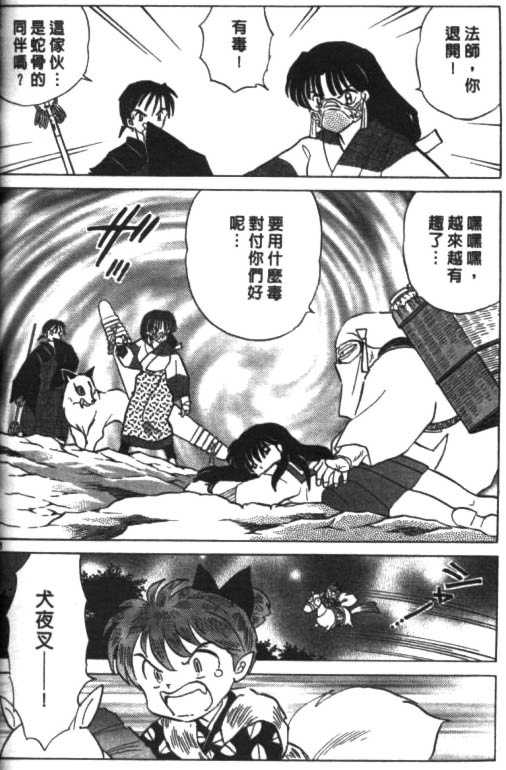 法師，你
退開！
有毒！
這傢伙…
是蛇骨的
同伴嗎？
嘿嘿嘿，
越來越有
趣了…
要用什麼毒
對付你們好
呢…
犬夜叉——！